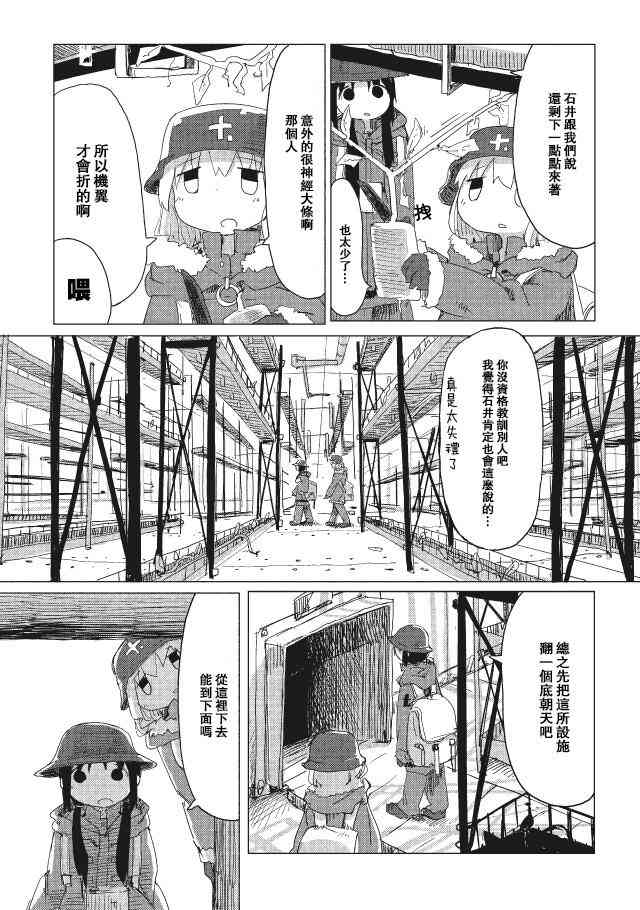 石井跟我們說
還剩下一點點來著
拽
也太少了…
意外的很神經大條啊
那個人
所以機翼
才會折的啊
喂
你沒資格教訓別人吧
我覺得石井肯定也會這麼說的…
真是太失禮了
總之先把這所設施
翻一個底朝天吧
從這裡下去
能到下面嗎